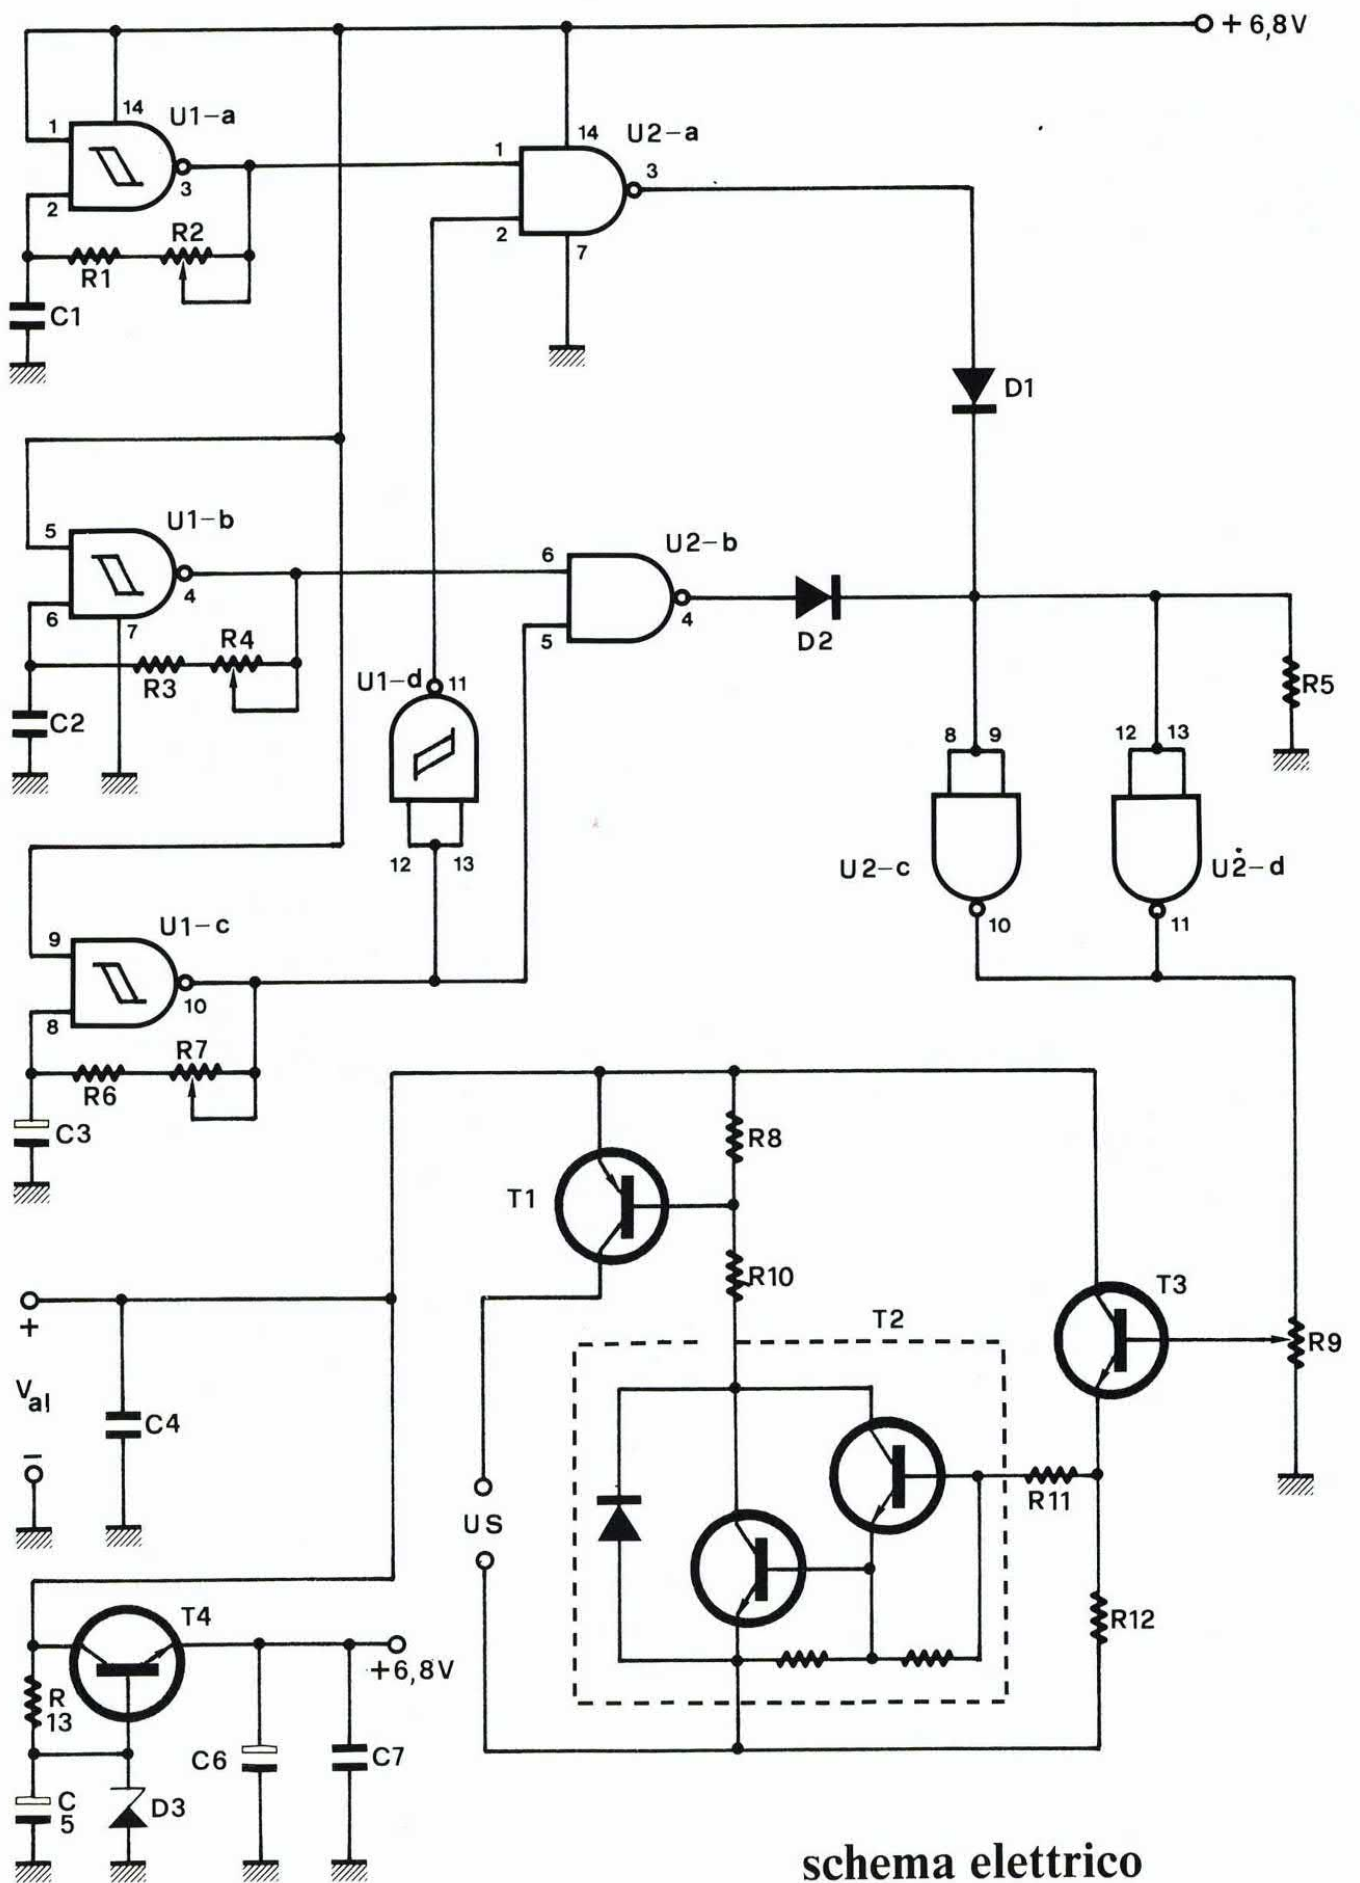 + 6,8V
14
U1-a
1
3
2
R2
R1
C1
14
U2-a
1
3
2
7
D1
5
U1-b
4
6
7
R4
R3
C2
U1-d
11
12
13
6
U2-b
4
5
D2
R5
8
9
12
13
U2-c
U2-d
10
11
9
U1-c
10
8
R7
R6
C3
R8
T1
R10
T3
T2
R9
+
Val
C4
–
US
R11
R12
T4
+6,8V
R
13
C6
C7
C
5
D3
schema elettrico